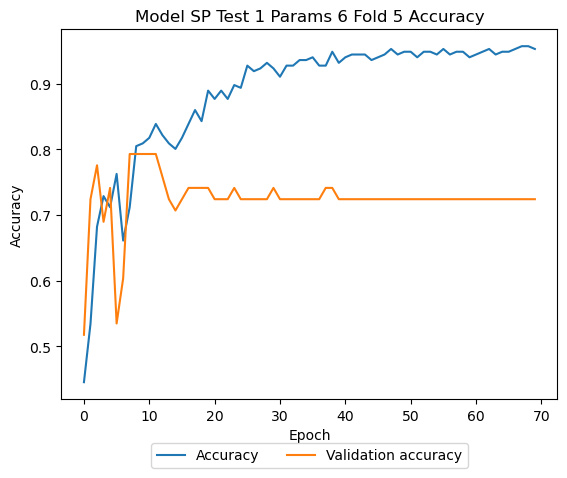 Model SP Test 1 Params 6 Fold 5 Accuracy
0.9
0.8
0.7
0.6
0.5
Accuracy
0 10 20 30 40 50 60 70
Epoch
Accuracy Validation accuracy